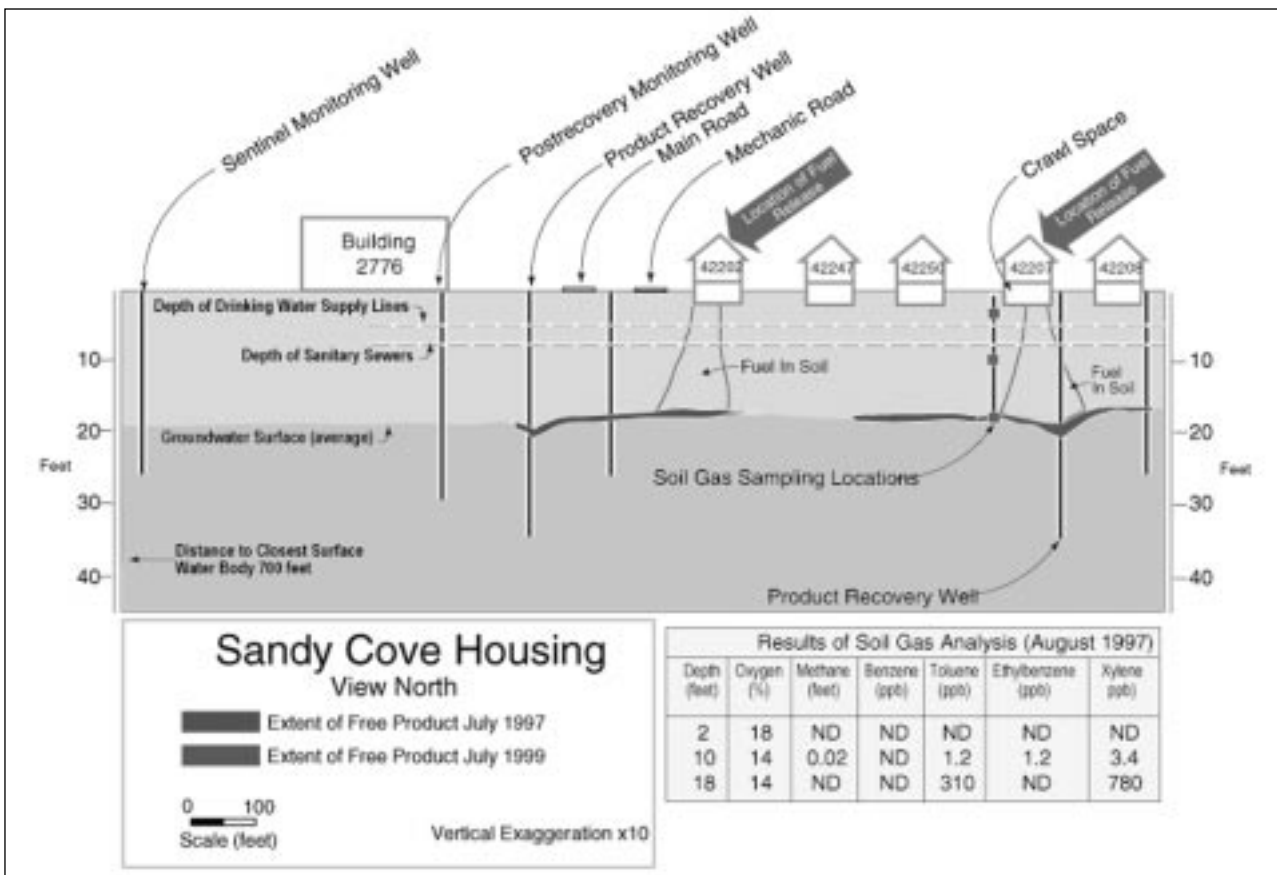 Sentinel Monitoring Well
Postrecovery Monitoring Well
Product Recovery Well
Main Road
Mechanic Road
Location of Fuel
Release
Crawl Space
Location of Fuel
Release
Building
2776
42202
42247
42250
42207
42208
Depth of Drinking Water Supply Lines
Depth of Sanitary Sewers
10
10
Fuel In Soil
Fuel
In Soil
Groundwater Surface (average)
20
20
Feet
Feet
Soil Gas Sampling Locations
30
30
Distance to Closest Surface
Water Body 700 feet
40
40
Product Recovery Well
Sandy Cove Housing
View North
Extent of Free Product July 1997
Extent of Free Product July 1999
0 100
Scale (feet)
Vertical Exaggeration x10
Results of Soil Gas Analysis (August 1997)
Depth (feet) Oxygen (%) Methane (feet) Benzene (ppb) Toluene (ppb) Ethylbenzene (ppb) Xylene ppb)
2 18 ND ND ND ND ND
10 14 0.02 ND 1.2 1.2 3.4
18 14 ND ND 310 ND 780